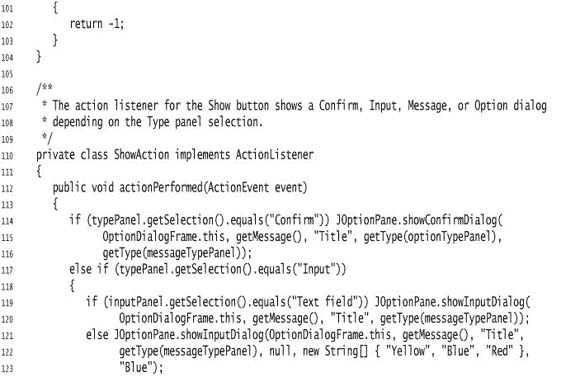 101 {
102 return -1;
103 }
104 }
105
106 /**
107 * The action listener for the Show button shows a Confirm, Input, Message, or Option dialog
108 * depending on the Type panel selection.
109 */
110 private class ShowAction implements ActionListener
111 {
112 public void actionPerformed(ActionEvent event)
113 {
114 if (typePanel.getSelection().equals("Confirm")) JOptionPane.showConfirmDialog(
115 OptionDialogFrame.this, getMessage(), "Title", getType(optionTypePanel),
116 getType(messageTypePanel));
117 else if (typePanel.getSelection().equals("Input"))
118 {
119 if (inputPanel.getSelection().equals("Text field")) JOptionPane.showInputDialog(
120 OptionDialogFrame.this, getMessage(), "Title", getType(messageTypePanel));
121 else JOptionPane.showInputDialog(OptionDialogFrame.this, getMessage(), "Title",
122 getType(messageTypePanel), null, new String[] { "Yellow", "Blue", "Red" },
123 "Blue");